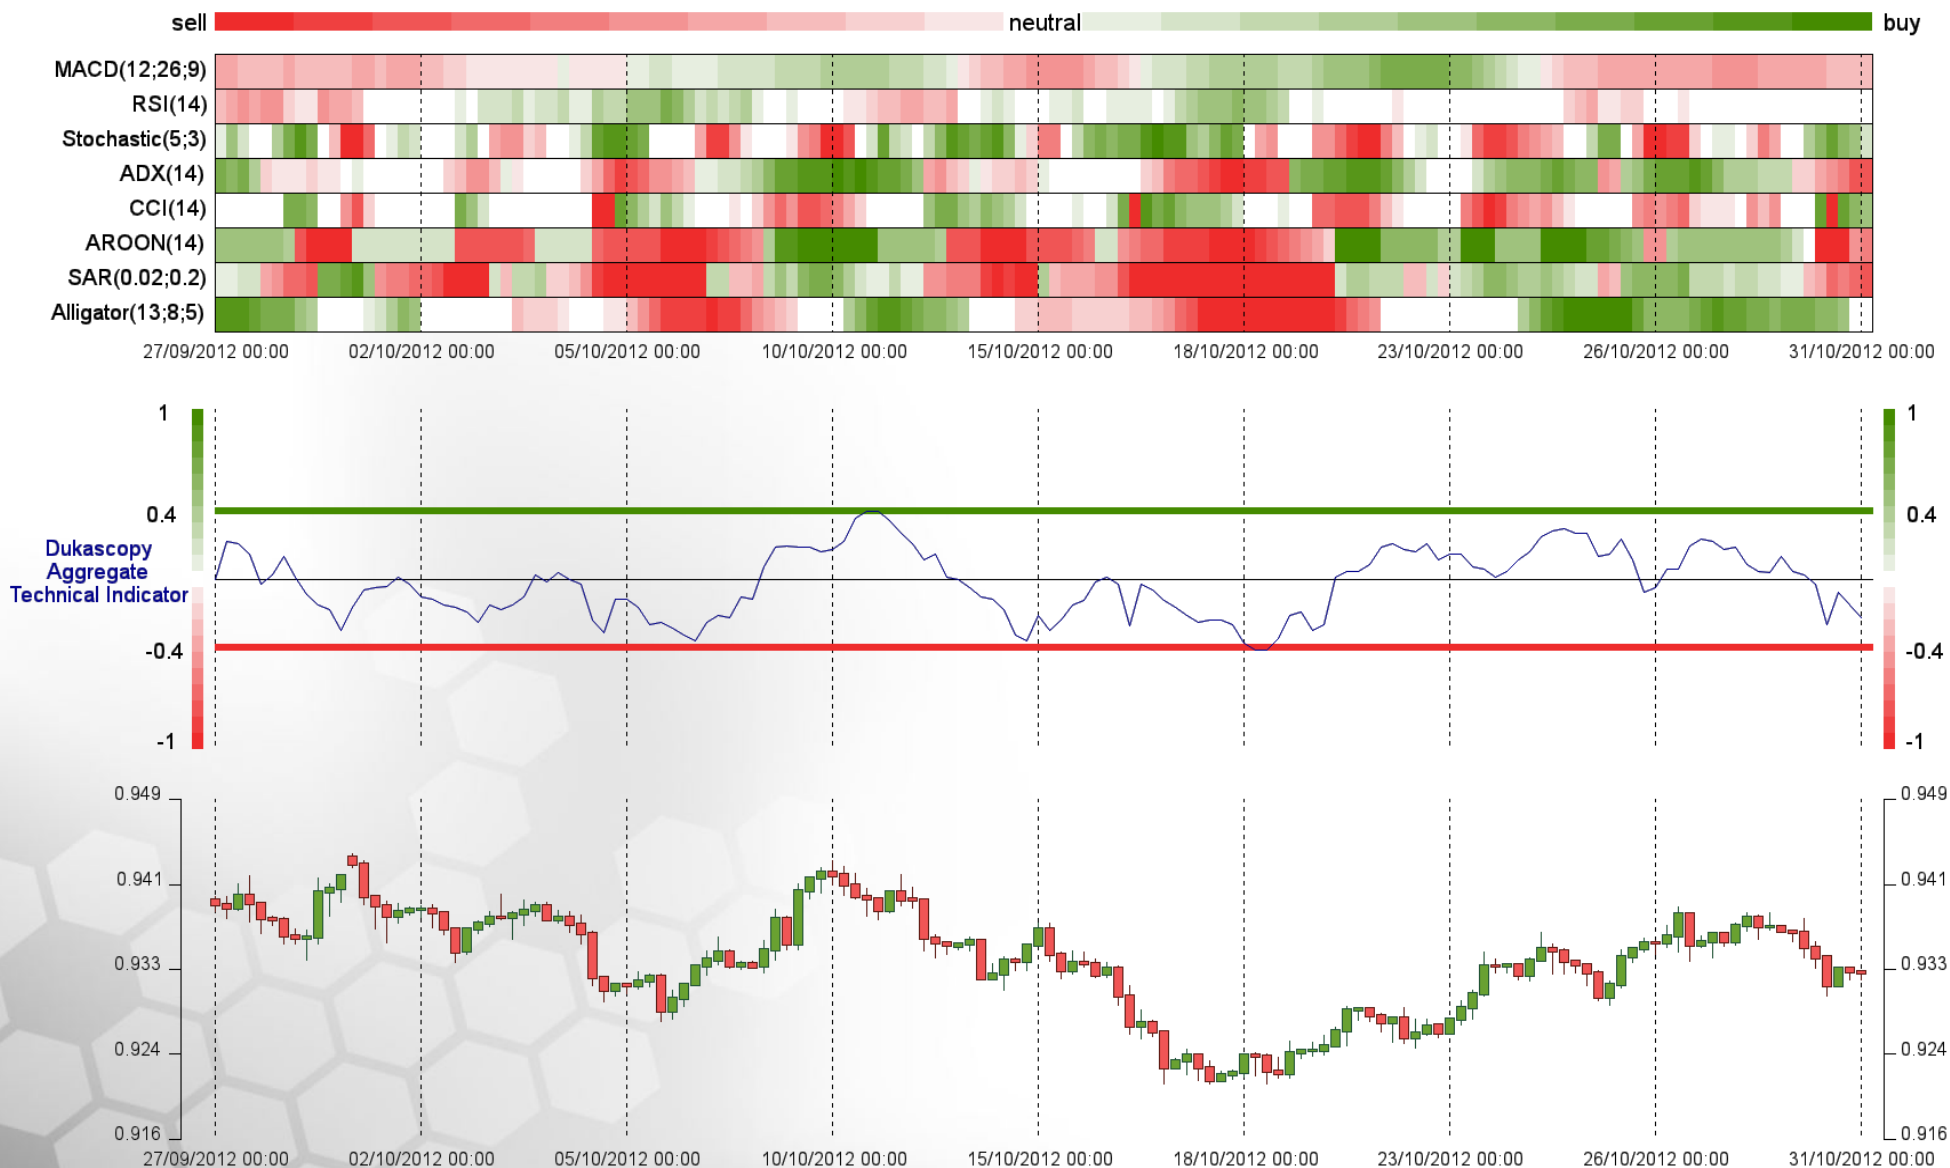 sell neutral buy
MACD(12;26;9)
RSI(14)
Stochastic(5;3)
ADX(14)
CCI(14)
AROON(14)
SAR(0.02;0.2)
Alligator(13;8;5)
27/09/2012 00:00 02/10/2012 00:00 05/10/2012 00:00 10/10/2012 00:00 15/10/2012 00:00 18/10/2012 00:00 23/10/2012 00:00 26/10/2012 00:00 31/10/2012 00:00
1 1
0.4 0.4
Dukascopy
Aggregate
Technical Indicator
-0.4 -0.4
-1 -1
0.949 0.949
0.941 0.941
0.933 0.933
0.924 0.924
0.916 0.916
27/09/2012 00:00 02/10/2012 00:00 05/10/2012 00:00 10/10/2012 00:00 15/10/2012 00:00 18/10/2012 00:00 23/10/2012 00:00 26/10/2012 00:00 31/10/2012 00:00